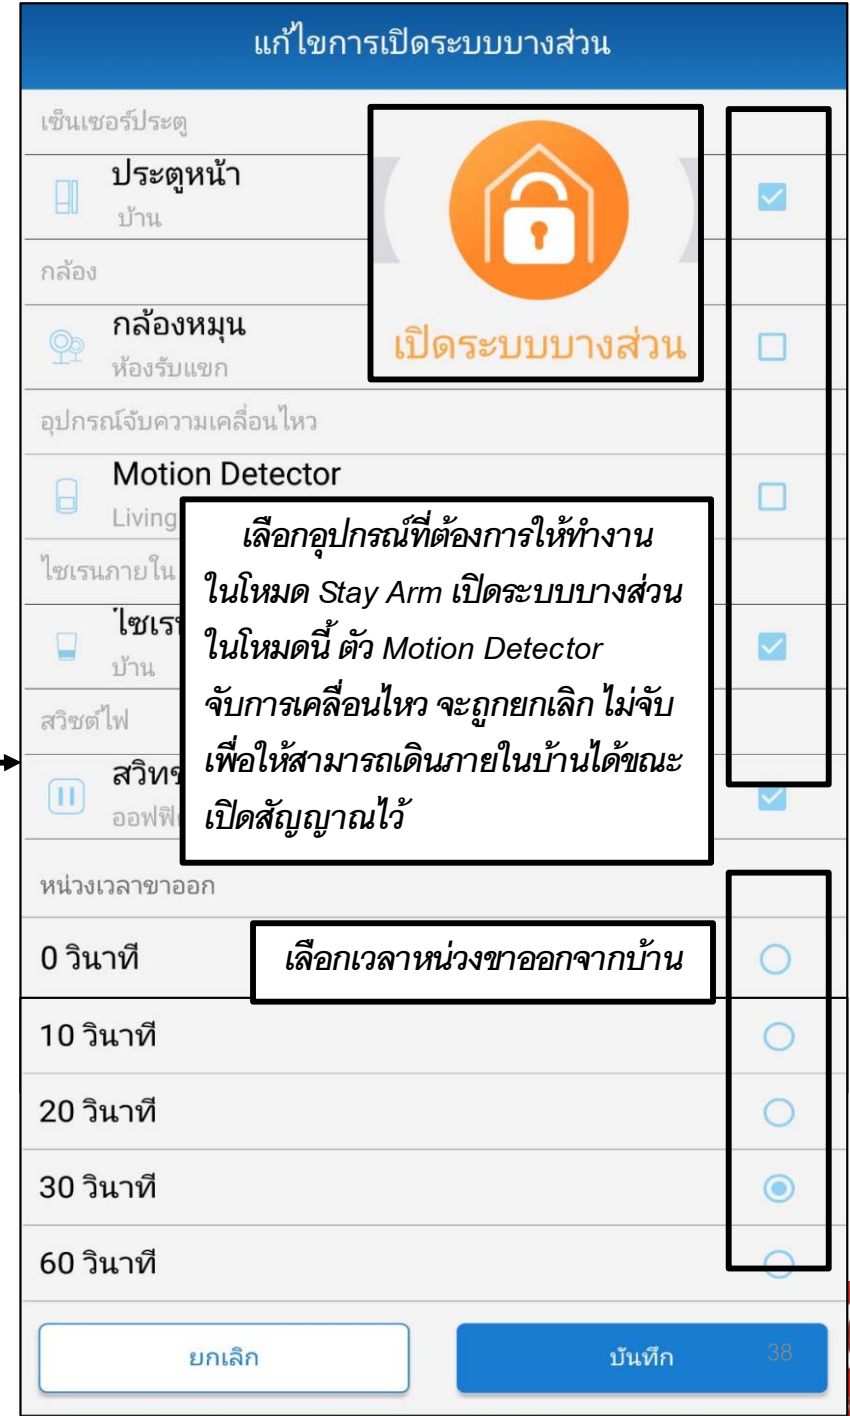 แก้ไขการเปิดระบบบางส่วน
เซ็นเซอร์ประตู
ประตูหน้า
บ้าน
กล้อง
กล้องหมุน
ห้องรับแขก
เปิดระบบบางส่วน
อุปกรณ์จับความเคลื่อนไหว
Motion Detector
Living
ไซเรนภายใน
บ้าน
สวิซต์ไฟ
เลือกอุปกรณ์ที่ต้องการให้ทำงาน
ในโหมด Stay Arm เปิดระบบบางส่วน
ในโหมดนี้ ตัว Motion Detector
จับการเคลื่อนไหว จะถูกยกเลิก ไม่จับ
เพื่อให้สามารถเดินภายในบ้านได้ขณะ
เปิดสัญญาณไว้
หน่วงเวลาขาออก
0 วินาที
เลือกเวลาหน่วงขาออกจากบ้าน
10 วินาที
20 วินาที
30 วินาที
60 วินาที
ยกเลิก
บันทึก
38